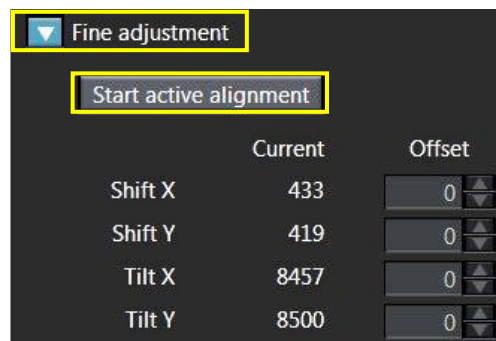 Fine adjustment
Start active alignment
Current Offset
Shift X 433 0
Shift Y 419 0
Tilt X 8457 0
Tilt Y 8500 0